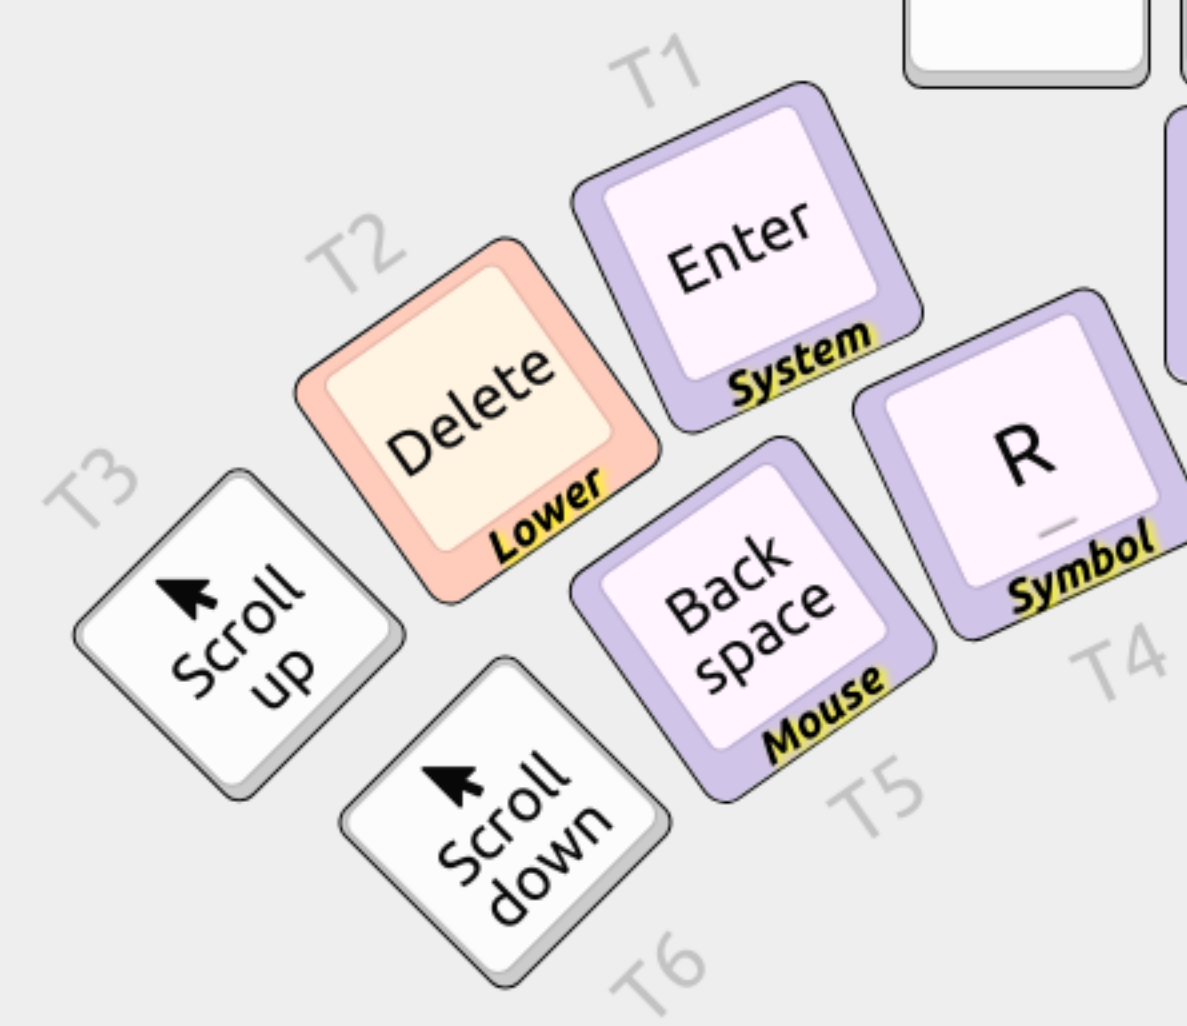 T1
Enter
System
T2
Delete
Lower
T3
Scroll
up
R
Symbol
T4
Back
space
Mouse
T5
Scroll
down
T6